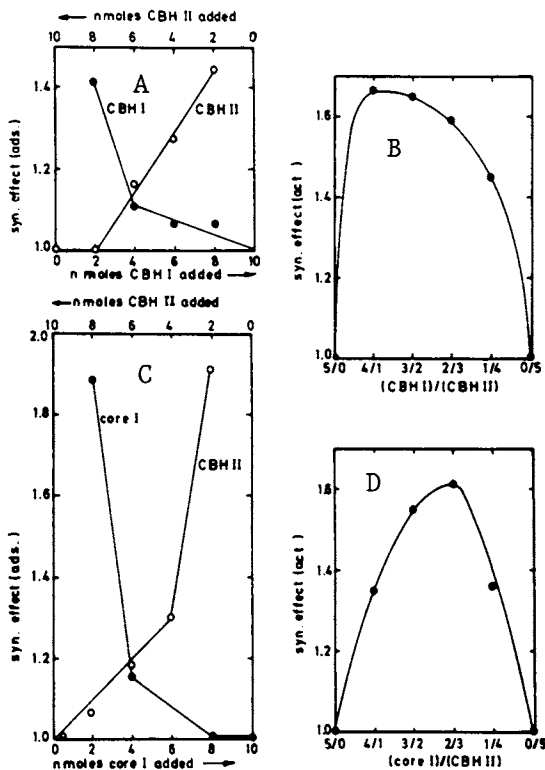 ← nmoles CBH II added
10 8 6 4 2 0
A
CBH I
CBH II
syn. effect (ads.)
1.4
1.2
1.0
0 2 4 6 8 10
n moles CBH I added →
B
syn. effect (act.)
1.6
1.4
1.2
1.0
5/0 4/1 3/2 2/3 1/4 0/5
(CBH I)/(CBH II)
← nmoles CBH II added
10 8 6 4 2 0
C
core I
CBH II
syn. effect (ads.)
2.0
1.8
1.6
1.4
1.2
1.0
0 2 4 6 8 10
n moles core I added →
D
syn. effect (act.)
1.6
1.4
1.2
1.0
5/0 4/1 3/2 2/3 1/4 0/5
(core I)/(CBH II)